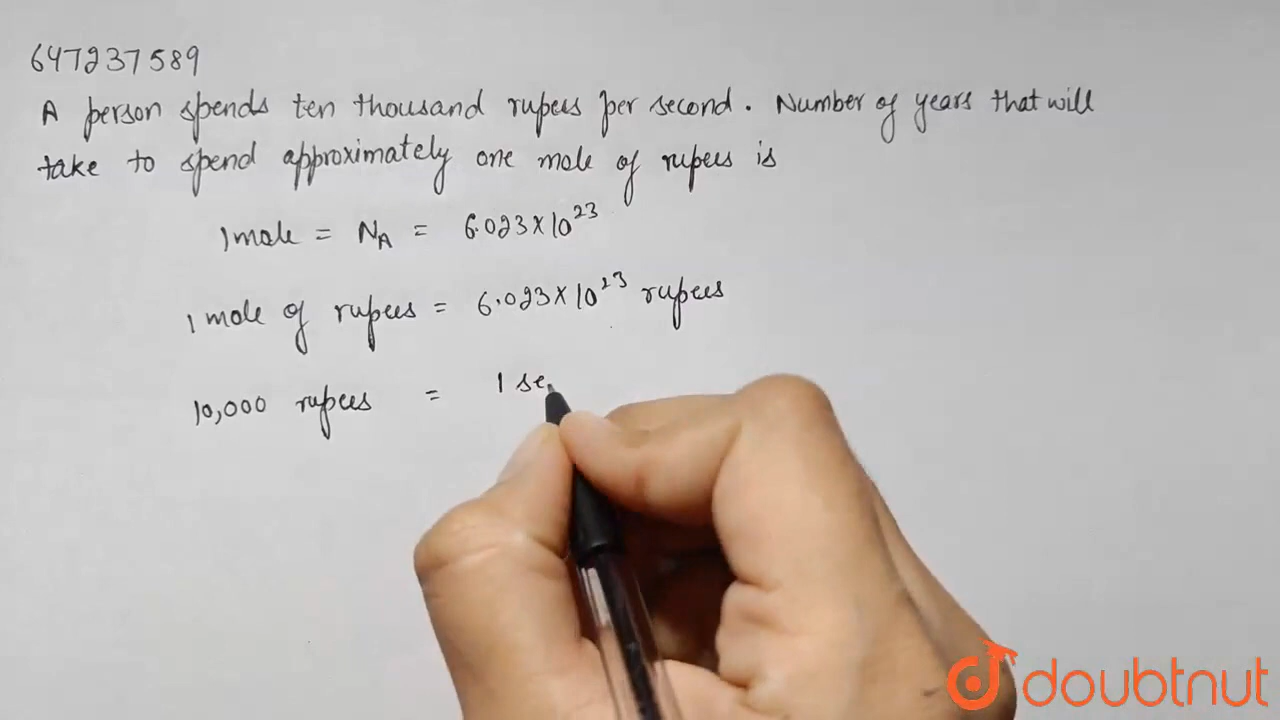 647237589
A person spends ten thousand rupees per second. Number of years that will
take to spend approximately one mole of rupees is
1 mole = NA = 6.023×10^23
1 mole of rupees = 6.023×10^23 rupees
10,000 rupees = 1 se
doubtnut